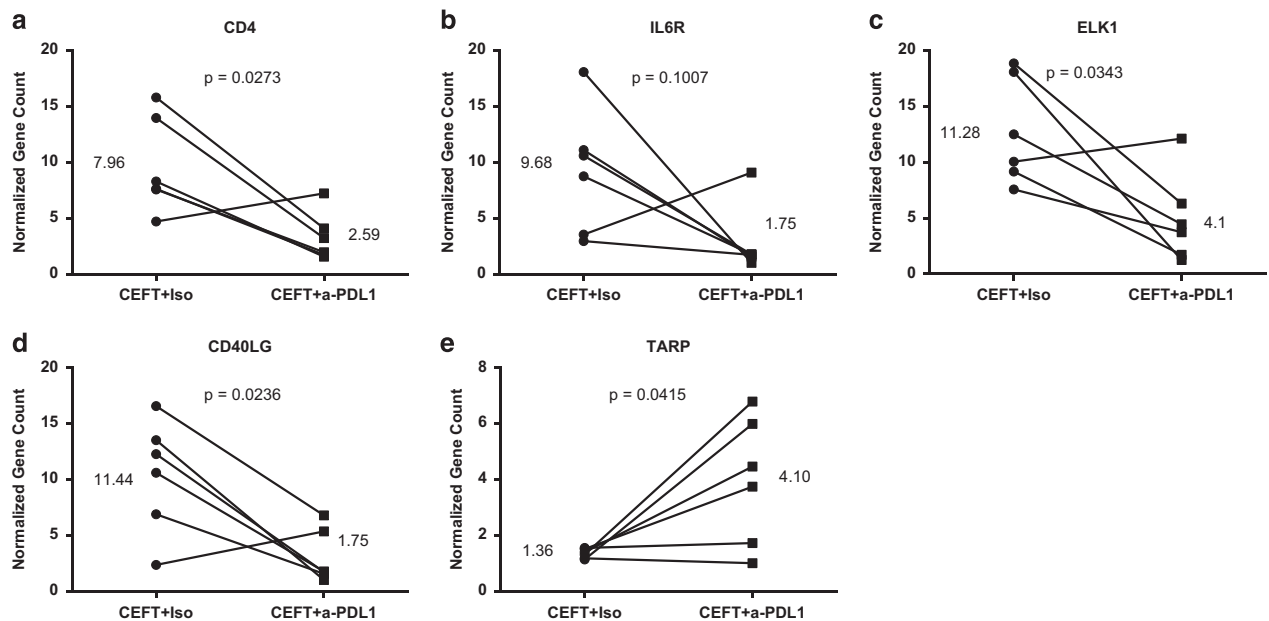 a
CD4
Normalized Gene Count
20
15
10
5
0
p = 0.0273
7.96
2.59
CEFT+Iso
CEFT+a-PDL1
b
IL6R
Normalized Gene Count
20
15
10
5
0
p = 0.1007
9.68
1.75
CEFT+Iso
CEFT+a-PDL1
c
ELK1
Normalized Gene Count
20
15
10
5
0
p = 0.0343
11.28
4.1
CEFT+Iso
CEFT+a-PDL1
d
CD40LG
Normalized Gene Count
20
15
10
5
0
p = 0.0236
11.44
1.75
CEFT+Iso
CEFT+a-PDL1
e
TARP
Normalized Gene Count
8
6
4
2
0
p = 0.0415
1.36
4.10
CEFT+Iso
CEFT+a-PDL1